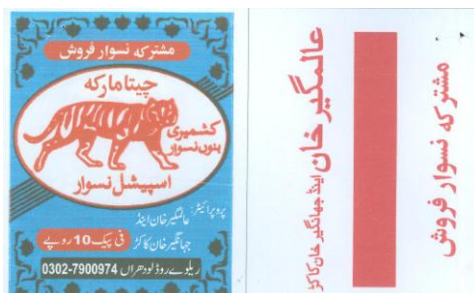 مشترکہ نسوار فروش
چیتا مارکہ
کشمیری
بنوں نسوار
اسپیشل نسوار
پروپرائیٹر: عالمگیر خان اینڈ
جہانگیر خان کاکڑ
فی پیک 10 روپے
ریلوے روڈ لودھراں 0302-7900974
عالمگیر خان اینڈ جہانگیر خان کاکڑ
مشترکہ نسوار فروش